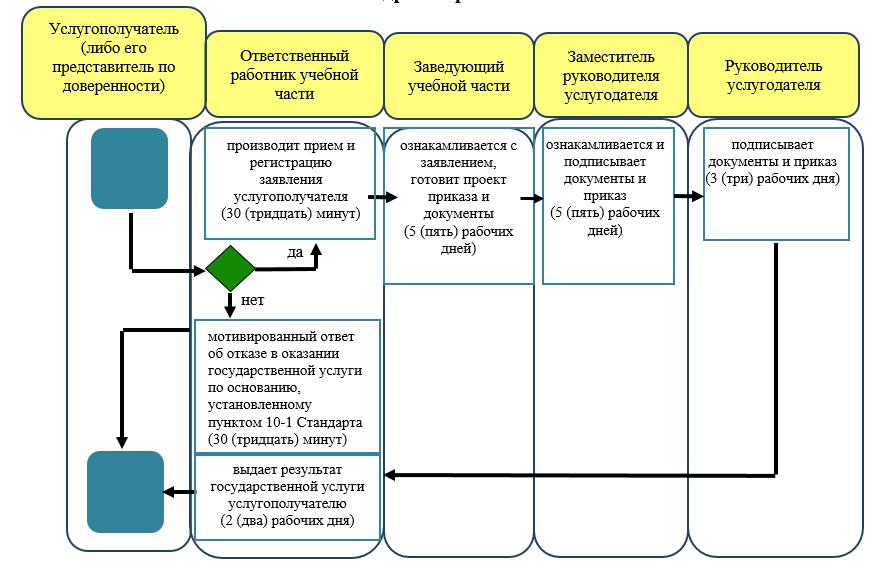 Услугополучатель
(либо его
представитель по
доверенности)
Ответственный
работник учебной
части
Заведующий
учебной части
Заместитель
руководителя
услугодателя
Руководитель
услугодателя
производит прием и
регистрацию
заявления
услугополучателя
(30 (тридцать) минут)
ознакамливается с
заявлением,
готовит проект
приказа и
документы
(5 (пять) рабочих
дней)
ознакамливается и
подписывает
документы и
приказ
(5 (пять) рабочих
дней)
подписывает
документы и приказ
(3 (три) рабочих дня)
да
нет
мотивированный ответ
об отказе в оказании
государственной услуги
по основанию,
установленному
пунктом 10-1 Стандарта
(30 (тридцать) минут)
выдает результат
государственной услуги
услугополучателю
(2 (два) рабочих дня)